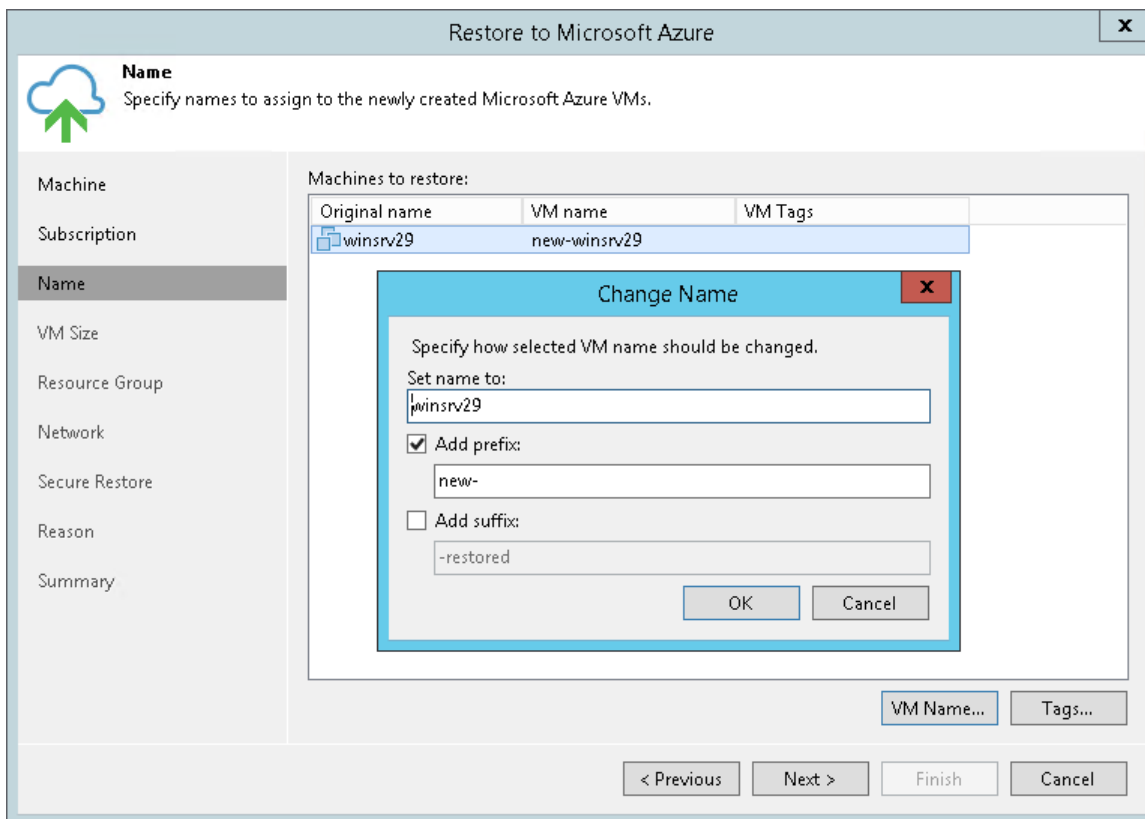 Restore to Microsoft Azure
x
Name
Specify names to assign to the newly created Microsoft Azure VMs.
Machine
Subscription
Name
VM Size
Resource Group
Network
Secure Restore
Reason
Summary
Machines to restore:
Original name VM name VM Tags
winsrv29 new-winsrv29
Change Name
x
Specify how selected VM name should be changed.
Set name to:
winsrv29
Add prefix:
new-
Add suffix:
-restored
OK Cancel
VM Name... Tags...
< Previous Next > Finish Cancel